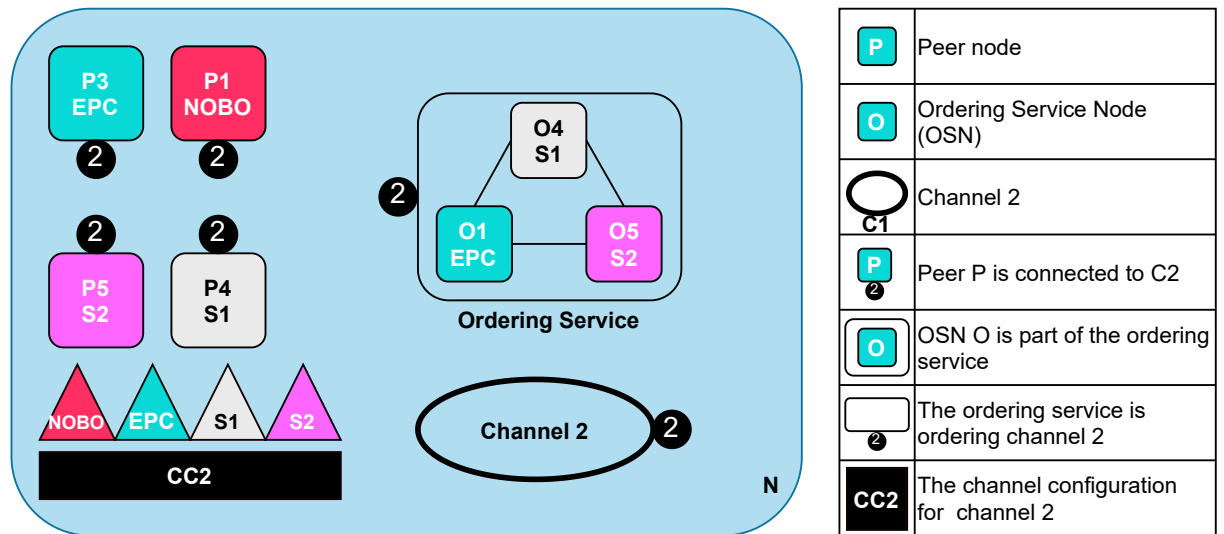 P3
EPC
2
P1
NOBO
2
2
P5
S2
2
P4
S1
NOBO
EPC
S1
S2
CC2
2
O4
S1
O1
EPC
O5
S2
Ordering Service
Channel 2
2
N
P
Peer node
O
Ordering Service Node
(OSN)
C1
Channel 2
P
2
Peer P is connected to C2
O
OSN O is part of the ordering
service
2
The ordering service is
ordering channel 2
CC2
The channel configuration
for channel 2